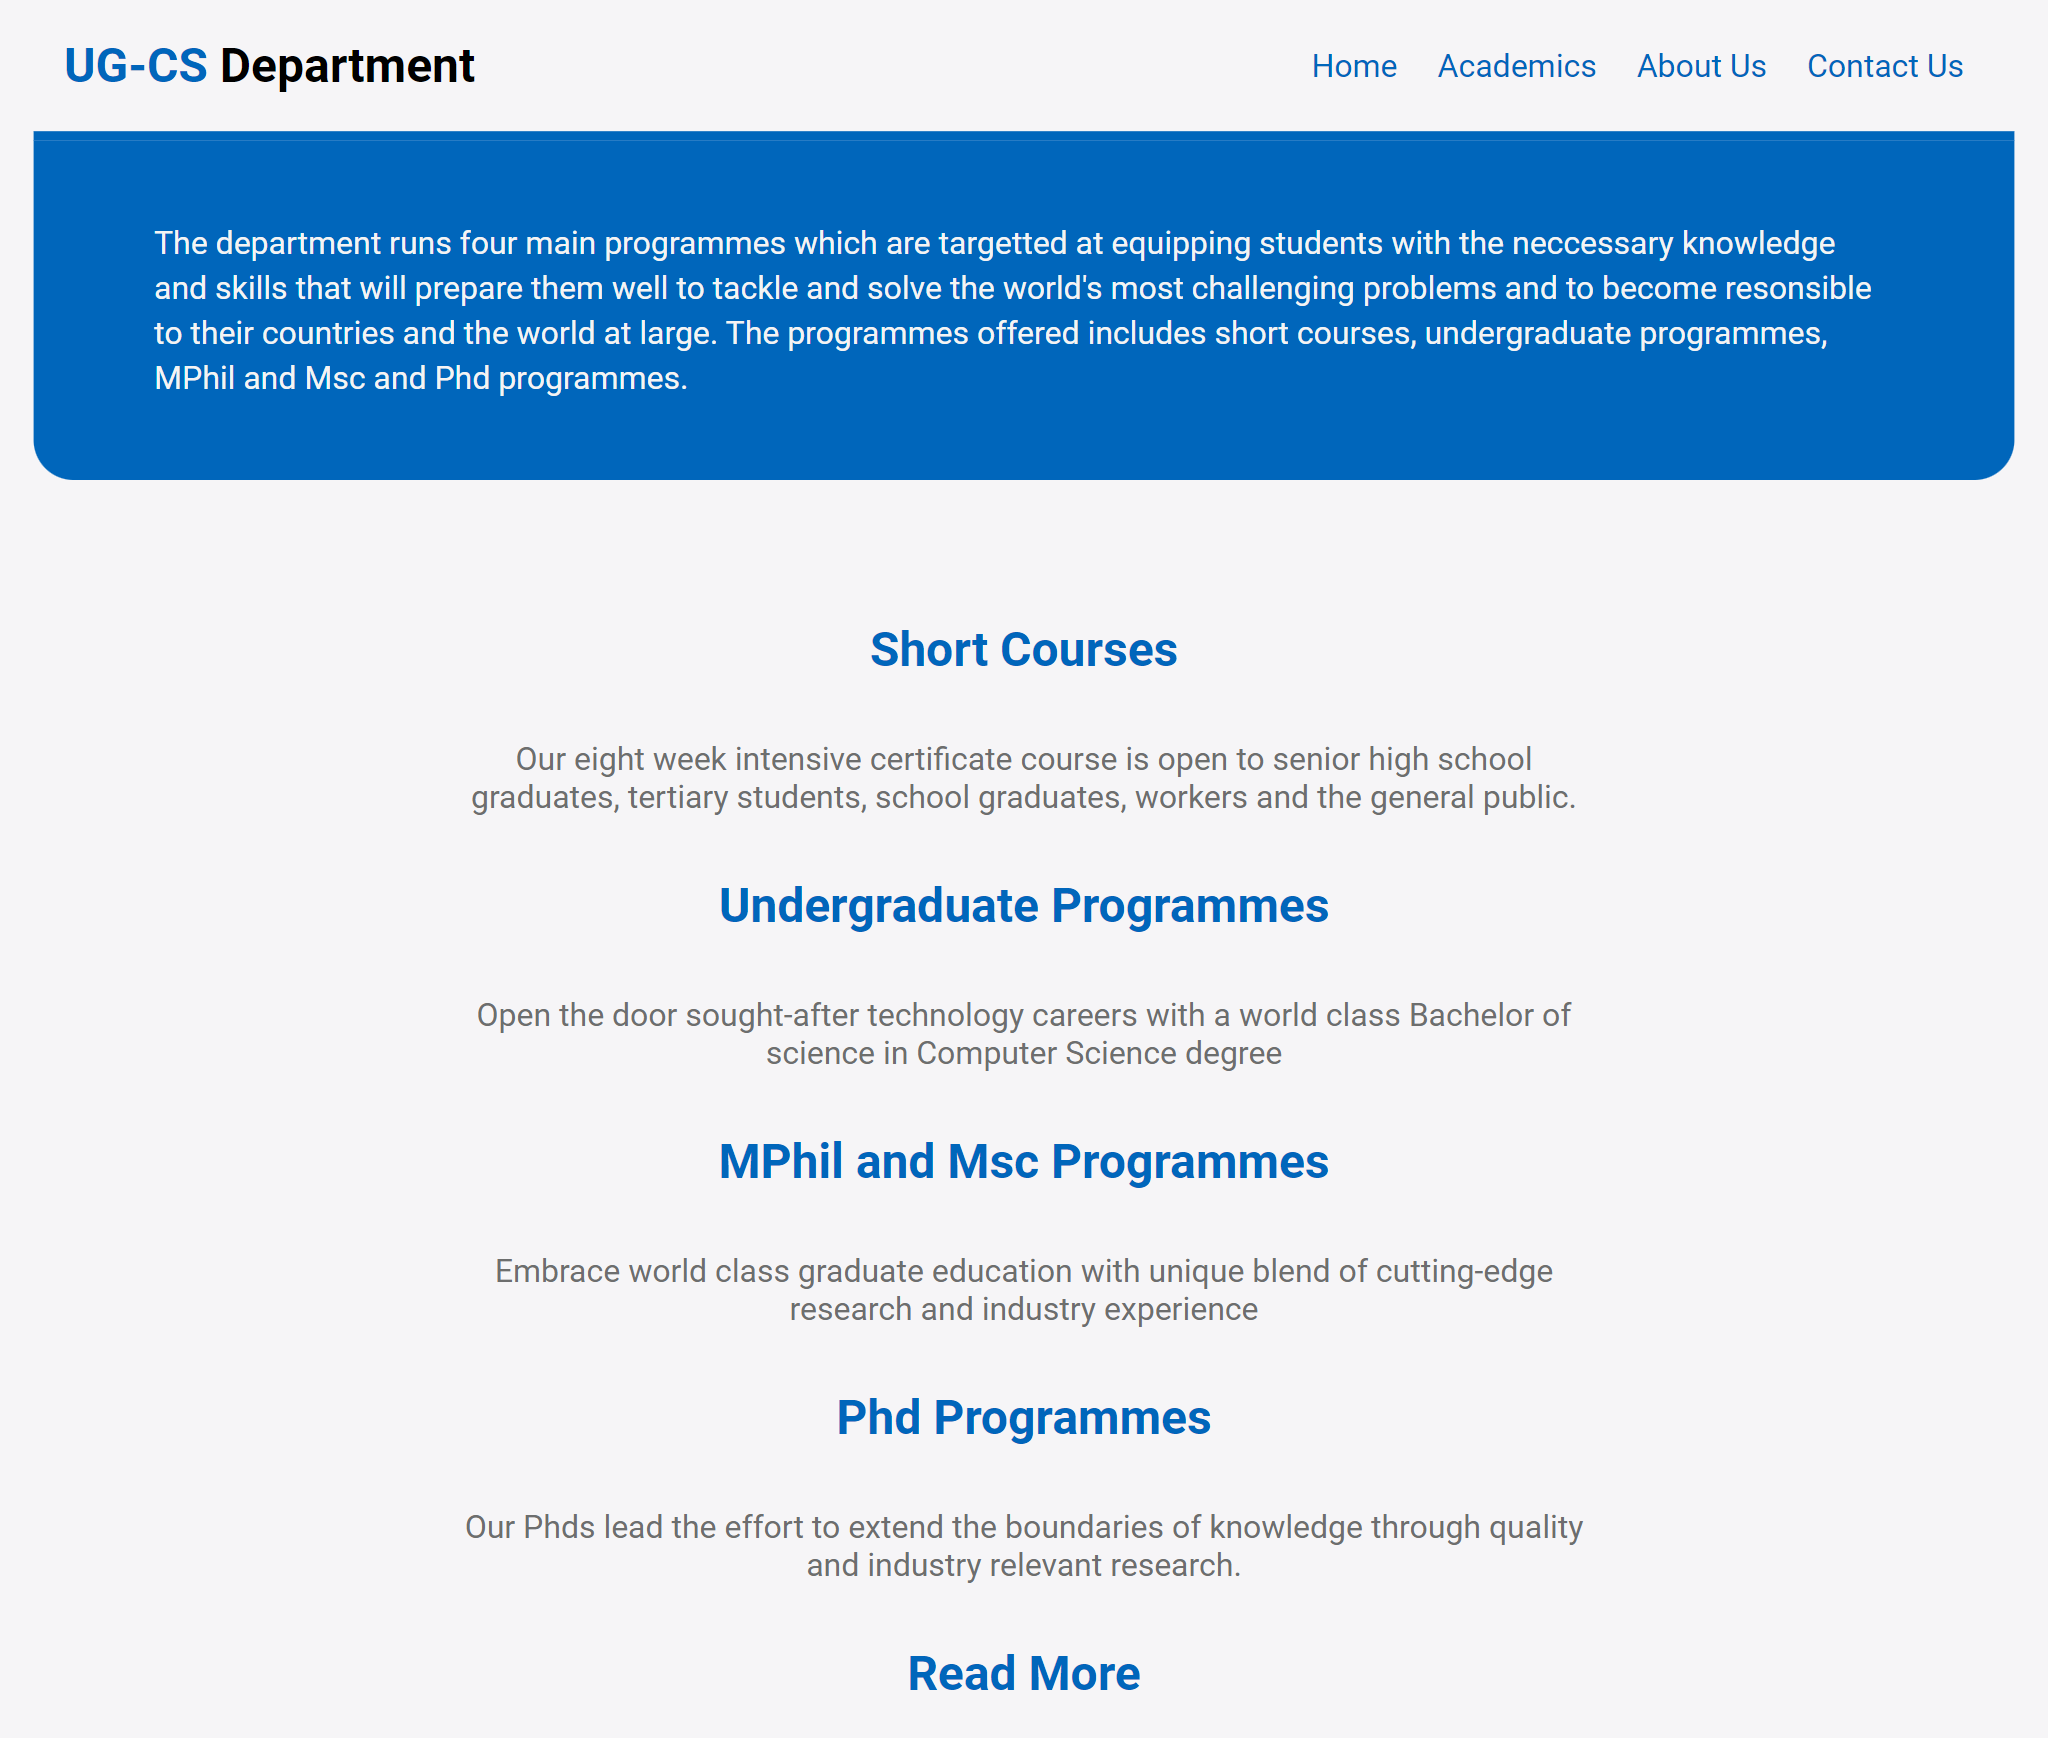 UG-CS Department
Home Academics About Us Contact Us
The department runs four main programmes which are targetted at equipping students with the neccessary knowledge
and skills that will prepare them well to tackle and solve the world's most challenging problems and to become resonsible
to their countries and the world at large. The programmes offered includes short courses, undergraduate programmes,
MPhil and Msc and Phd programmes.
Short Courses
Our eight week intensive certificate course is open to senior high school
graduates, tertiary students, school graduates, workers and the general public.
Undergraduate Programmes
Open the door sought-after technology careers with a world class Bachelor of
science in Computer Science degree
MPhil and Msc Programmes
Embrace world class graduate education with unique blend of cutting-edge
research and industry experience
Phd Programmes
Our Phds lead the effort to extend the boundaries of knowledge through quality
and industry relevant research.
Read More